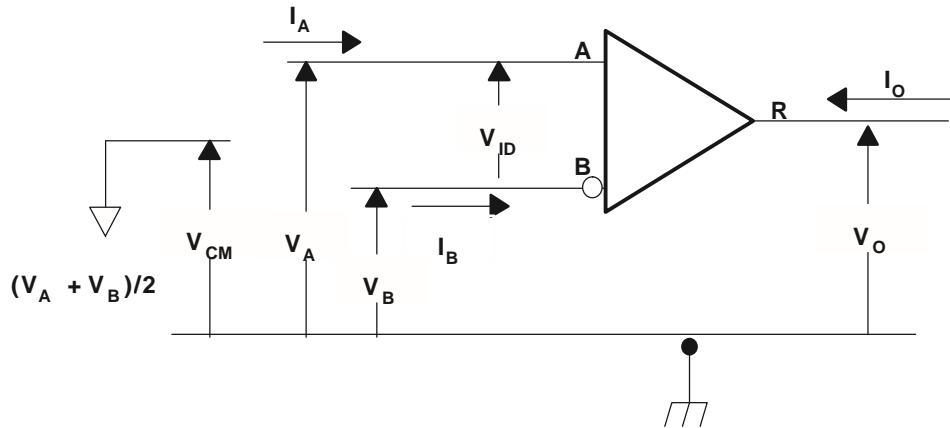 I_A
A
I_O
R
V_ID
B
V_CM
V_A
I_B
V_O
(V_A + V_B)/2
V_B